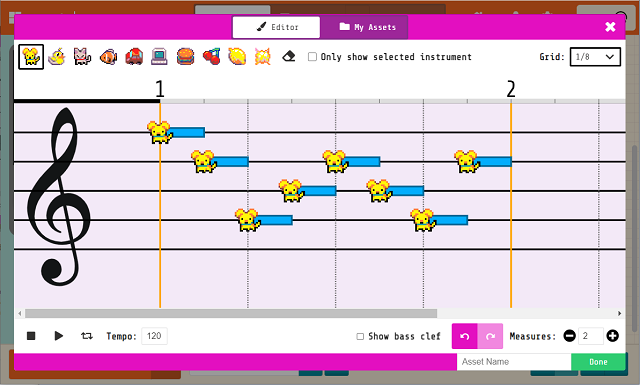 Editor My Assets
Only show selected instrument Grid: 1/8
1 2
Tempo: 120 Show bass clef Measures: 2
Asset Name Done